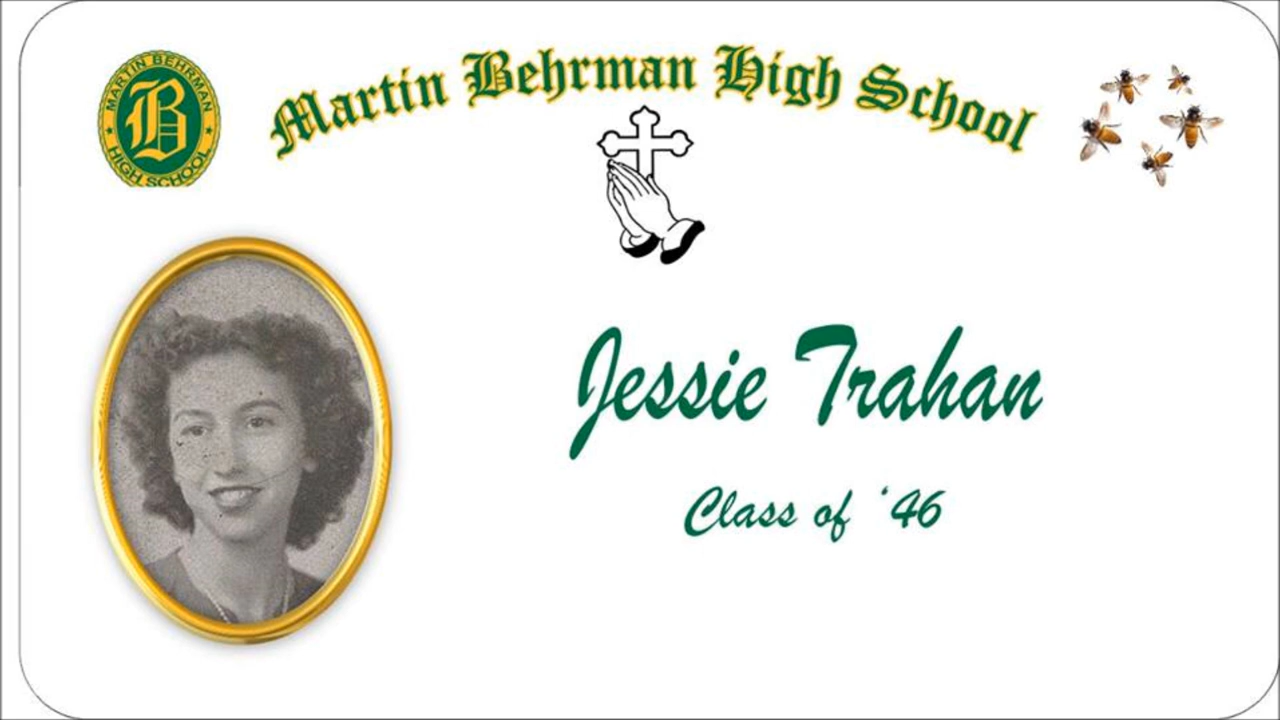 MARTIN BEHRMAN
B
HIGH SCHOOL
Martin Behrman High School
Jessie Trahan
Class of ‘46